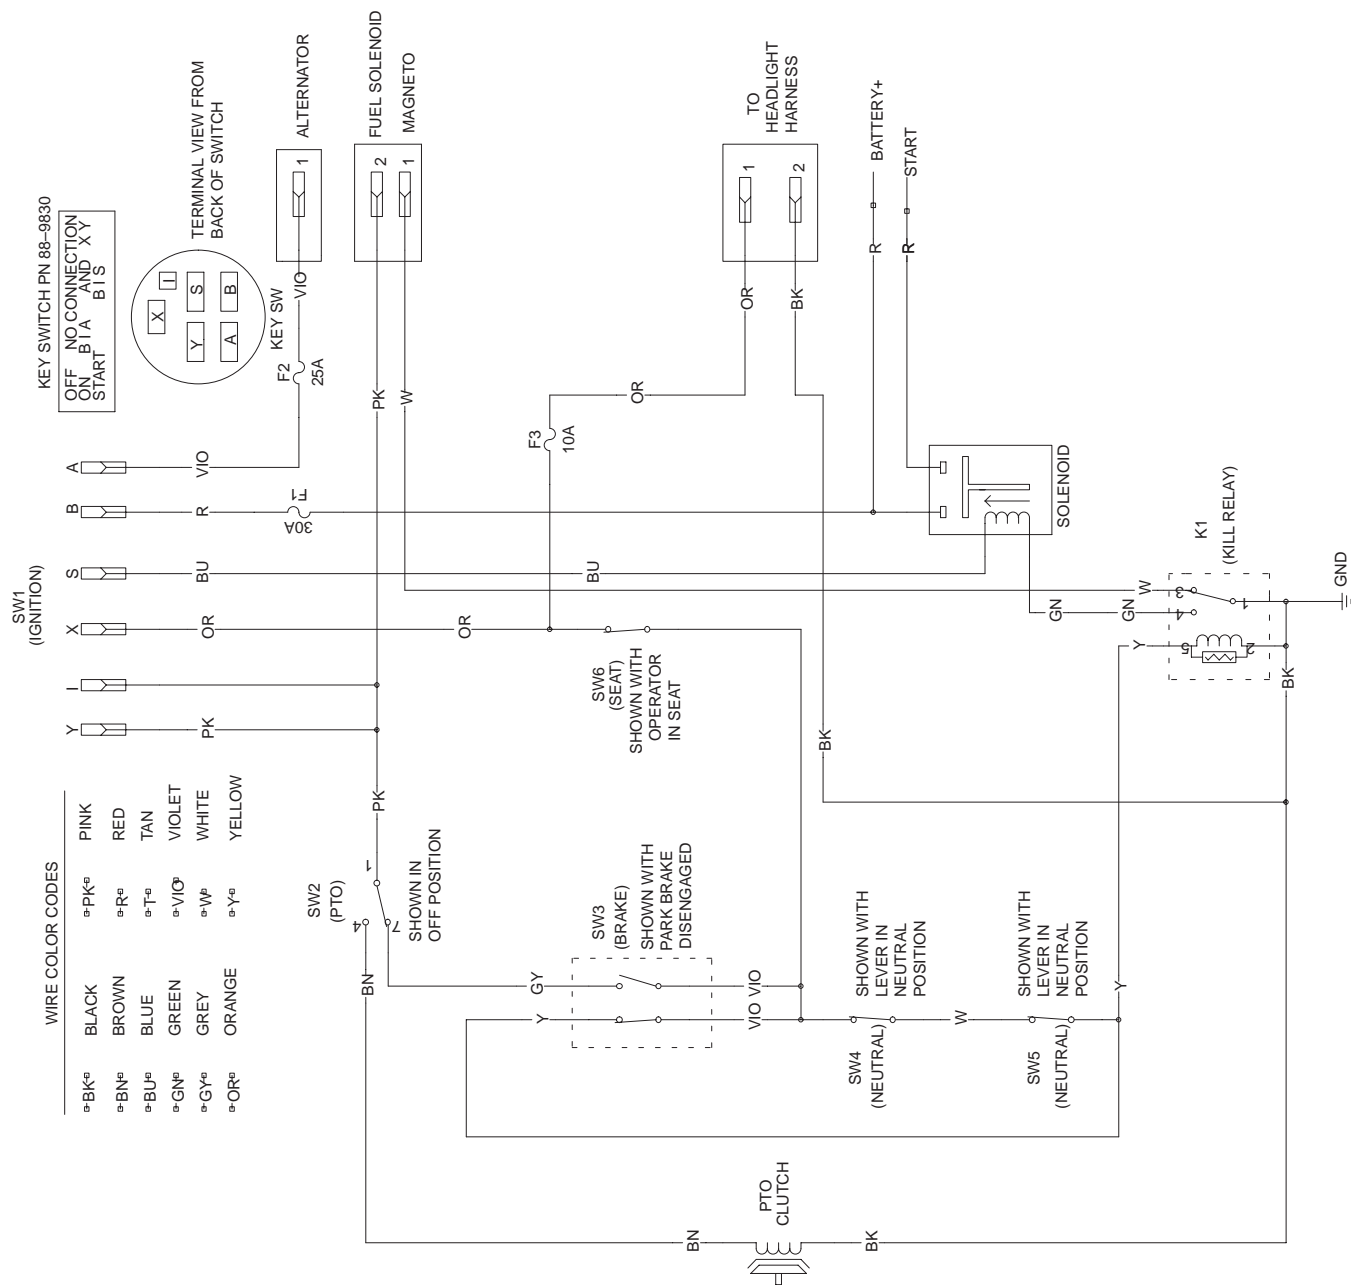 KEY SWITCH PN 88–9830
OFF NO CONNECTION
ON B I A AND X Y
START B I S
TERMINAL VIEW FROM
BACK OF SWITCH
X
I
Y
S
A
B
KEY SW
ALTERNATOR
1
FUEL SOLENOID
2
MAGNETO
1
TO
HEADLIGHT
HARNESS
1
2
BATTERY+
START
R
R
VIO
F2
25A
PK
W
OR
BK
OR
F3
10A
SW1
(IGNITION)
A
B
S
X
I
Y
VIO
R
F1
30A
BU
BU
OR
OR
PK
SOLENOID
K1
(KILL RELAY)
W
3
4
1
GN
GN
Y
5
2
BK
GND
SW6
(SEAT)
SHOWN WITH
OPERATOR
IN SEAT
BK
WIRE COLOR CODES
BK BLACK PK PINK
BN BROWN R RED
BU BLUE T TAN
GN GREEN VIO VIOLET
GY GREY W WHITE
OR ORANGE Y YELLOW
PK
SW2
(PTO)
1
4
7
SHOWN IN
OFF POSITION
BN
GY
Y
SW3
(BRAKE)
SHOWN WITH
PARK BRAKE
DISENGAGED
VIO
VIO
SHOWN WITH
LEVER IN
NEUTRAL
POSITION
SW4
(NEUTRAL)
W
SHOWN WITH
LEVER IN
NEUTRAL
POSITION
SW5
(NEUTRAL)
Y
BN
PTO
CLUTCH
BK